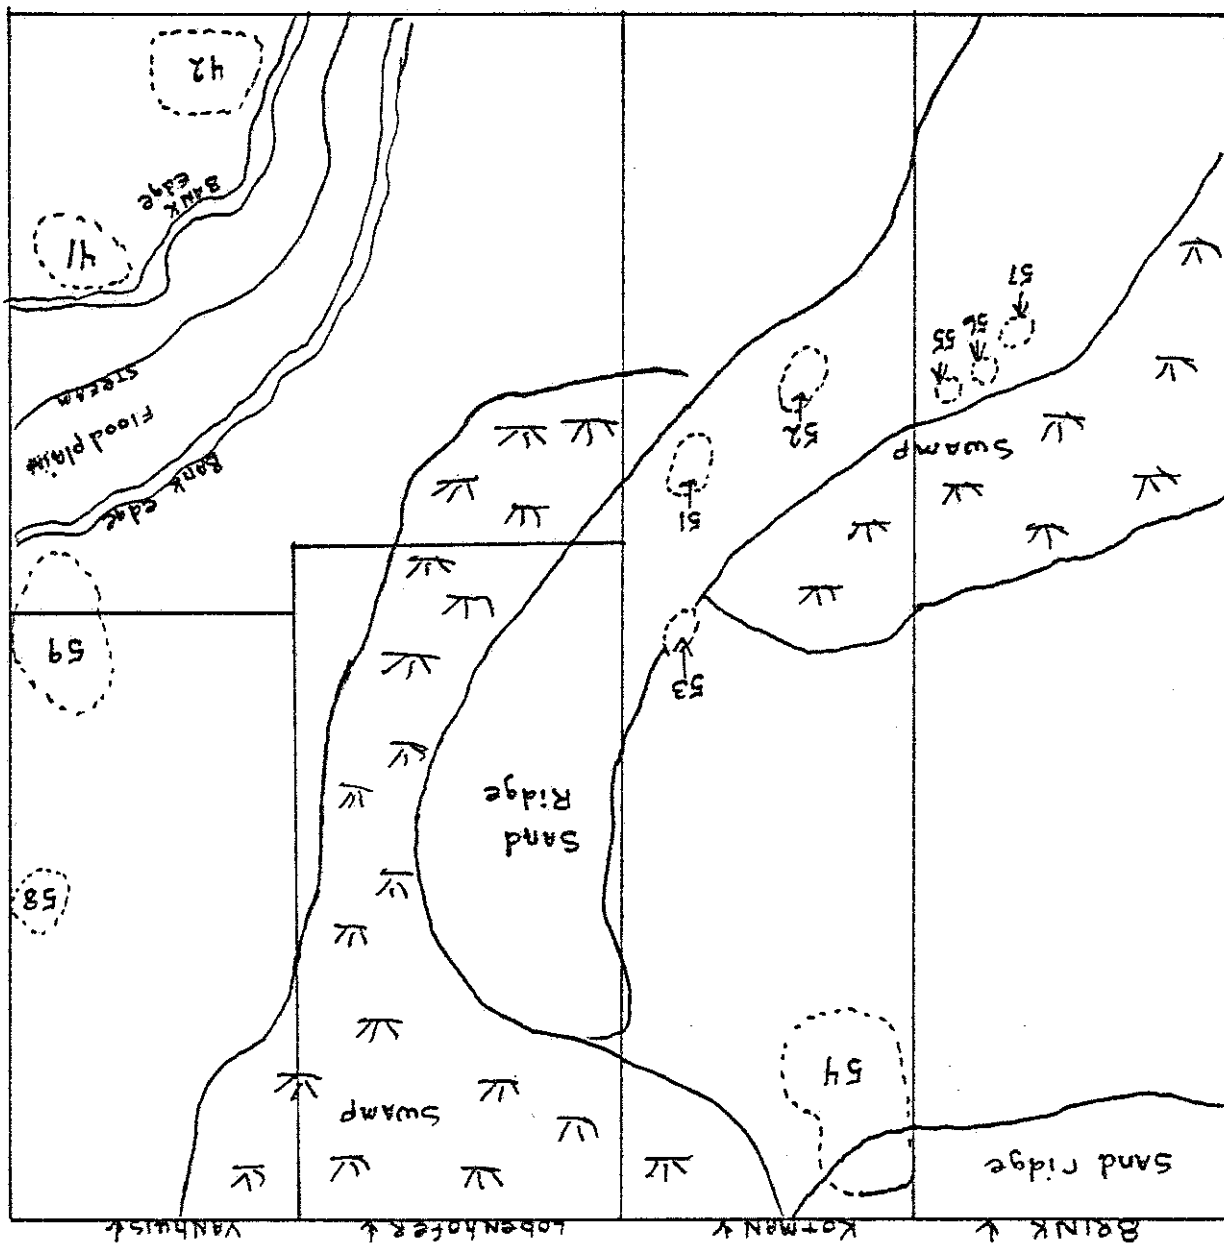 BRINK KOTMAN LOBENHOFER VANHUIS
Sand ridge
Swamp
54
58
Sand
Ridge
53
59
51
Bank edge
Swamp
Flood plain
52
STREAM
55
56
57
41
BANK
Edge
42